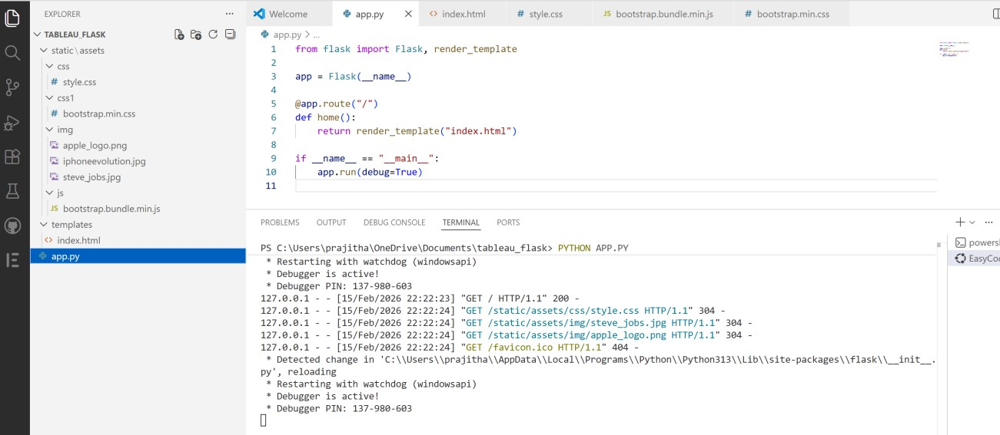 EXPLORER
Welcome
app.py
index.html
style.css
JS bootstrap.bundle.min.js
bootstrap.min.css
TABLEAU_FLASK
static\assets
css
# style.css
css1
# bootstrap.min.css
img
apple_logo.png
iphoneevolution.jpg
steve_jobs.jpg
js
JS bootstrap.bundle.min.js
templates
<> index.html
app.py
app.py > ...
1 from flask import Flask, render_template
2
3 app = Flask(__name__)
4
5 @app.route("/")
6 def home():
7     return render_template("index.html")
8
9 if __name__ == "__main__":
10     app.run(debug=True)
11
PROBLEMS OUTPUT DEBUG CONSOLE TERMINAL PORTS
PS C:\Users\prajitha\OneDrive\Documents\tableau_flask> PYTHON APP.PY
* Restarting with watchdog (windowsapi)
* Debugger is active!
* Debugger PIN: 137-980-603
127.0.0.1 - - [15/Feb/2026 22:22:23] "GET / HTTP/1.1" 200 -
127.0.0.1 - - [15/Feb/2026 22:22:24] "GET /static/assets/css/style.css HTTP/1.1" 304 -
127.0.0.1 - - [15/Feb/2026 22:22:24] "GET /static/assets/img/steve_jobs.jpg HTTP/1.1" 304 -
127.0.0.1 - - [15/Feb/2026 22:22:24] "GET /static/assets/img/apple_logo.png HTTP/1.1" 304 -
127.0.0.1 - - [15/Feb/2026 22:22:24] "GET /favicon.ico HTTP/1.1" 404 -
* Detected change in 'C:\\Users\\prajitha\\AppData\\Local\\Programs\\Python\\Python313\\Lib\\site-packages\\flask\\__init__.
py', reloading
* Restarting with watchdog (windowsapi)
* Debugger is active!
* Debugger PIN: 137-980-603